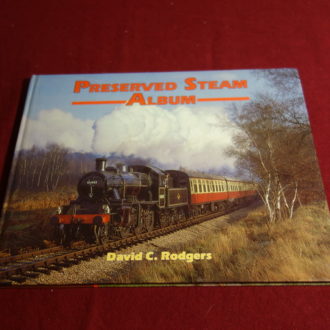 PRESERVED STEAM
ALBUM
David C. Rodgers